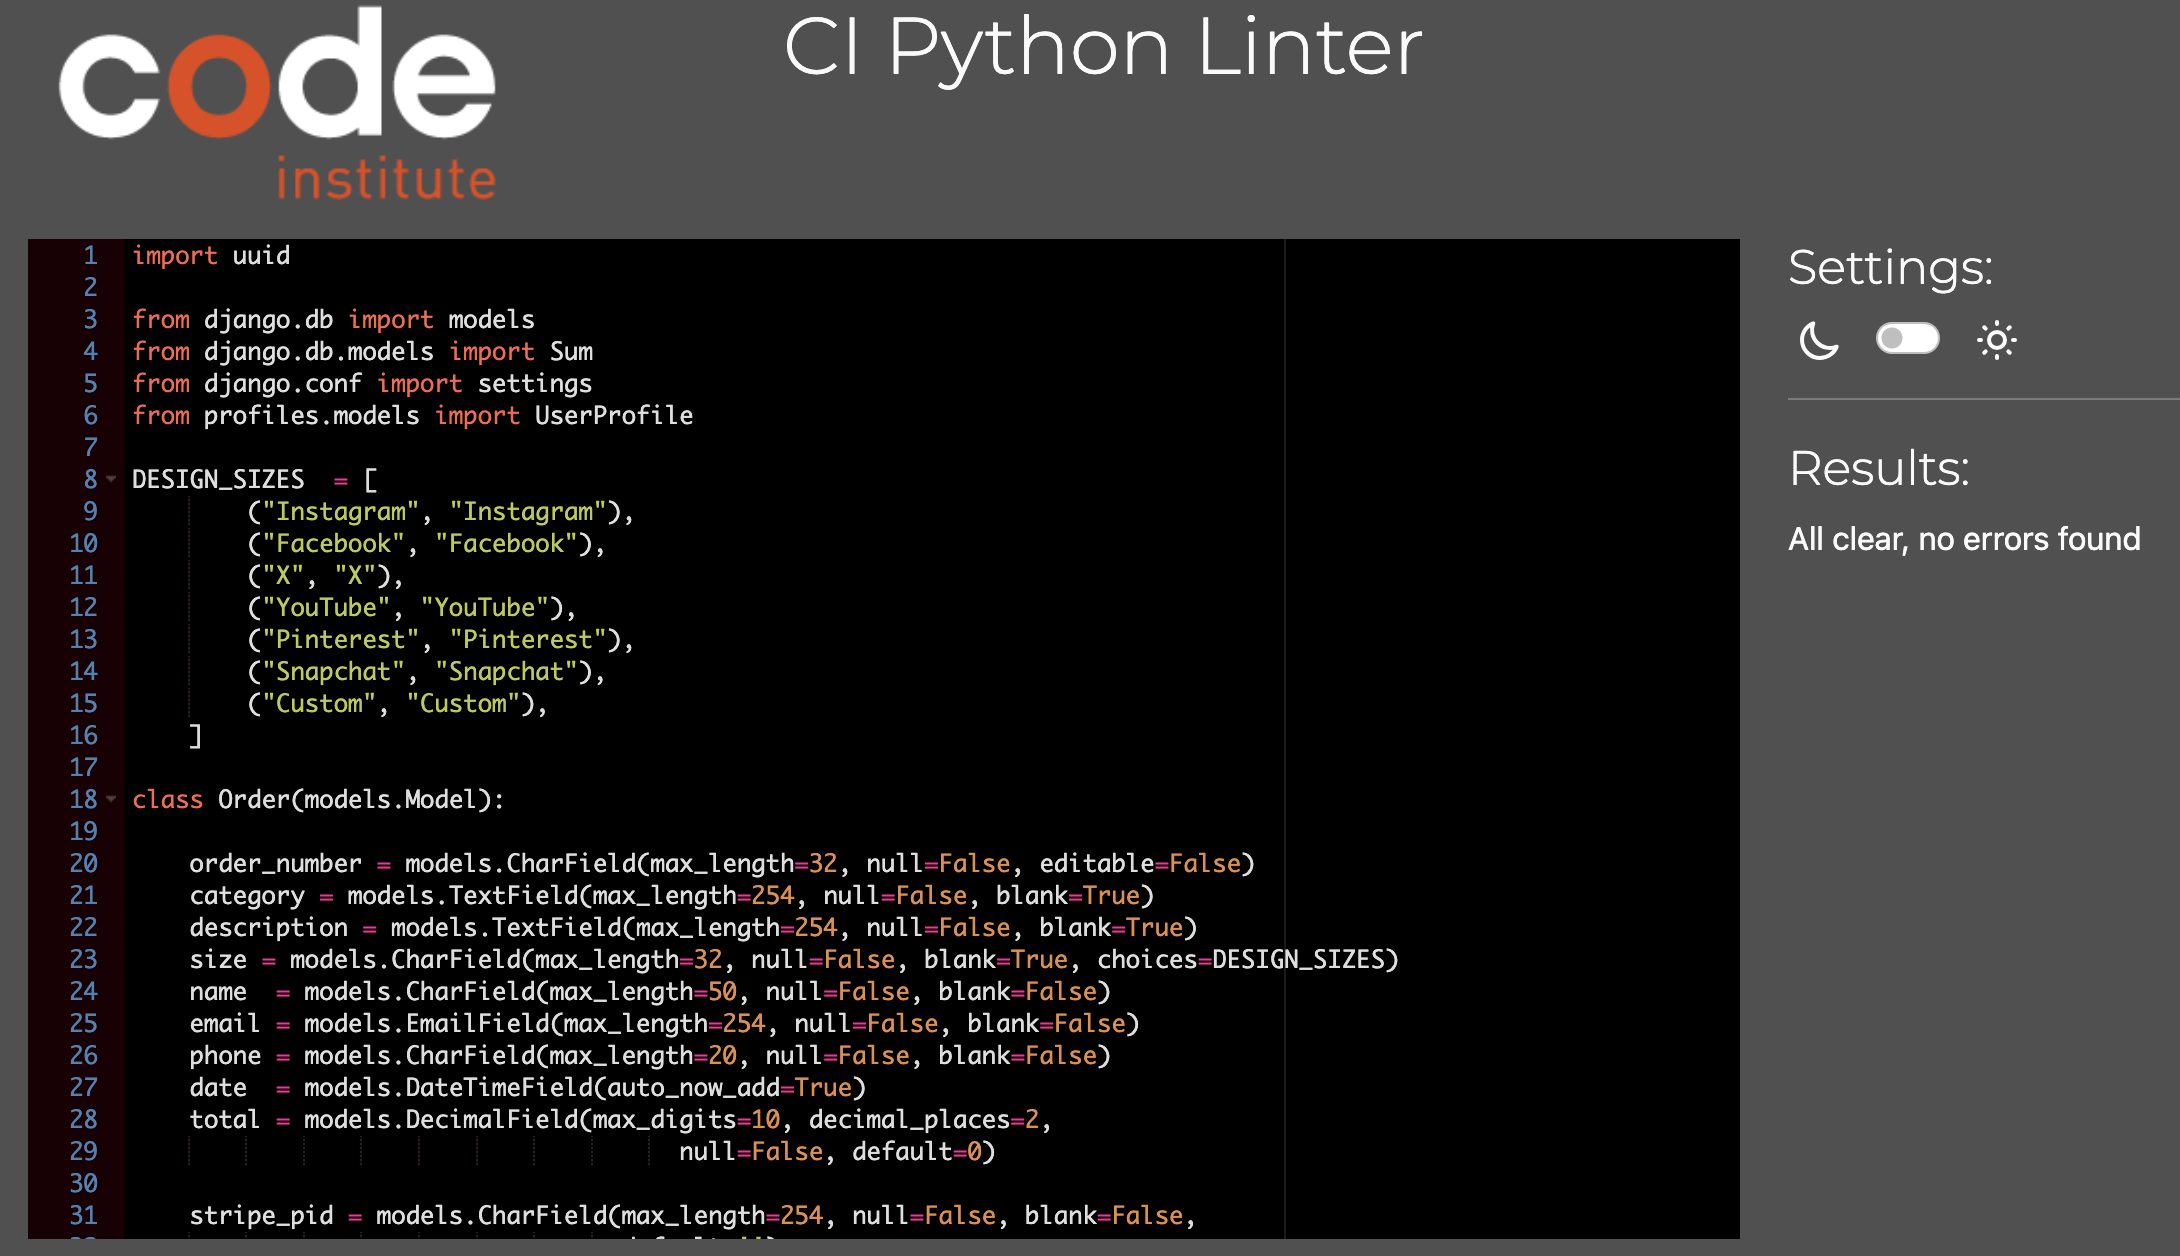 code
institute
CI Python Linter
1 import uuid
2
3 from django.db import models
4 from django.db.models import Sum
5 from django.conf import settings
6 from profiles.models import UserProfile
7
8 DESIGN_SIZES  = [
9         ("Instagram", "Instagram"),
10         ("Facebook", "Facebook"),
11         ("X", "X"),
12         ("YouTube", "YouTube"),
13         ("Pinterest", "Pinterest"),
14         ("Snapchat", "Snapchat"),
15         ("Custom", "Custom"),
16     ]
17
18 class Order(models.Model):
19
20     order_number = models.CharField(max_length=32, null=False, editable=False)
21     category = models.TextField(max_length=254, null=False, blank=True)
22     description = models.TextField(max_length=254, null=False, blank=True)
23     size = models.CharField(max_length=32, null=False, blank=True, choices=DESIGN_SIZES)
24     name  = models.CharField(max_length=50, null=False, blank=False)
25     email = models.EmailField(max_length=254, null=False, blank=False)
26     phone = models.CharField(max_length=20, null=False, blank=False)
27     date  = models.DateTimeField(auto_now_add=True)
28     total = models.DecimalField(max_digits=10, decimal_places=2,
29                                       null=False, default=0)
30
31     stripe_pid = models.CharField(max_length=254, null=False, blank=False,
Settings:
Results:
All clear, no errors found